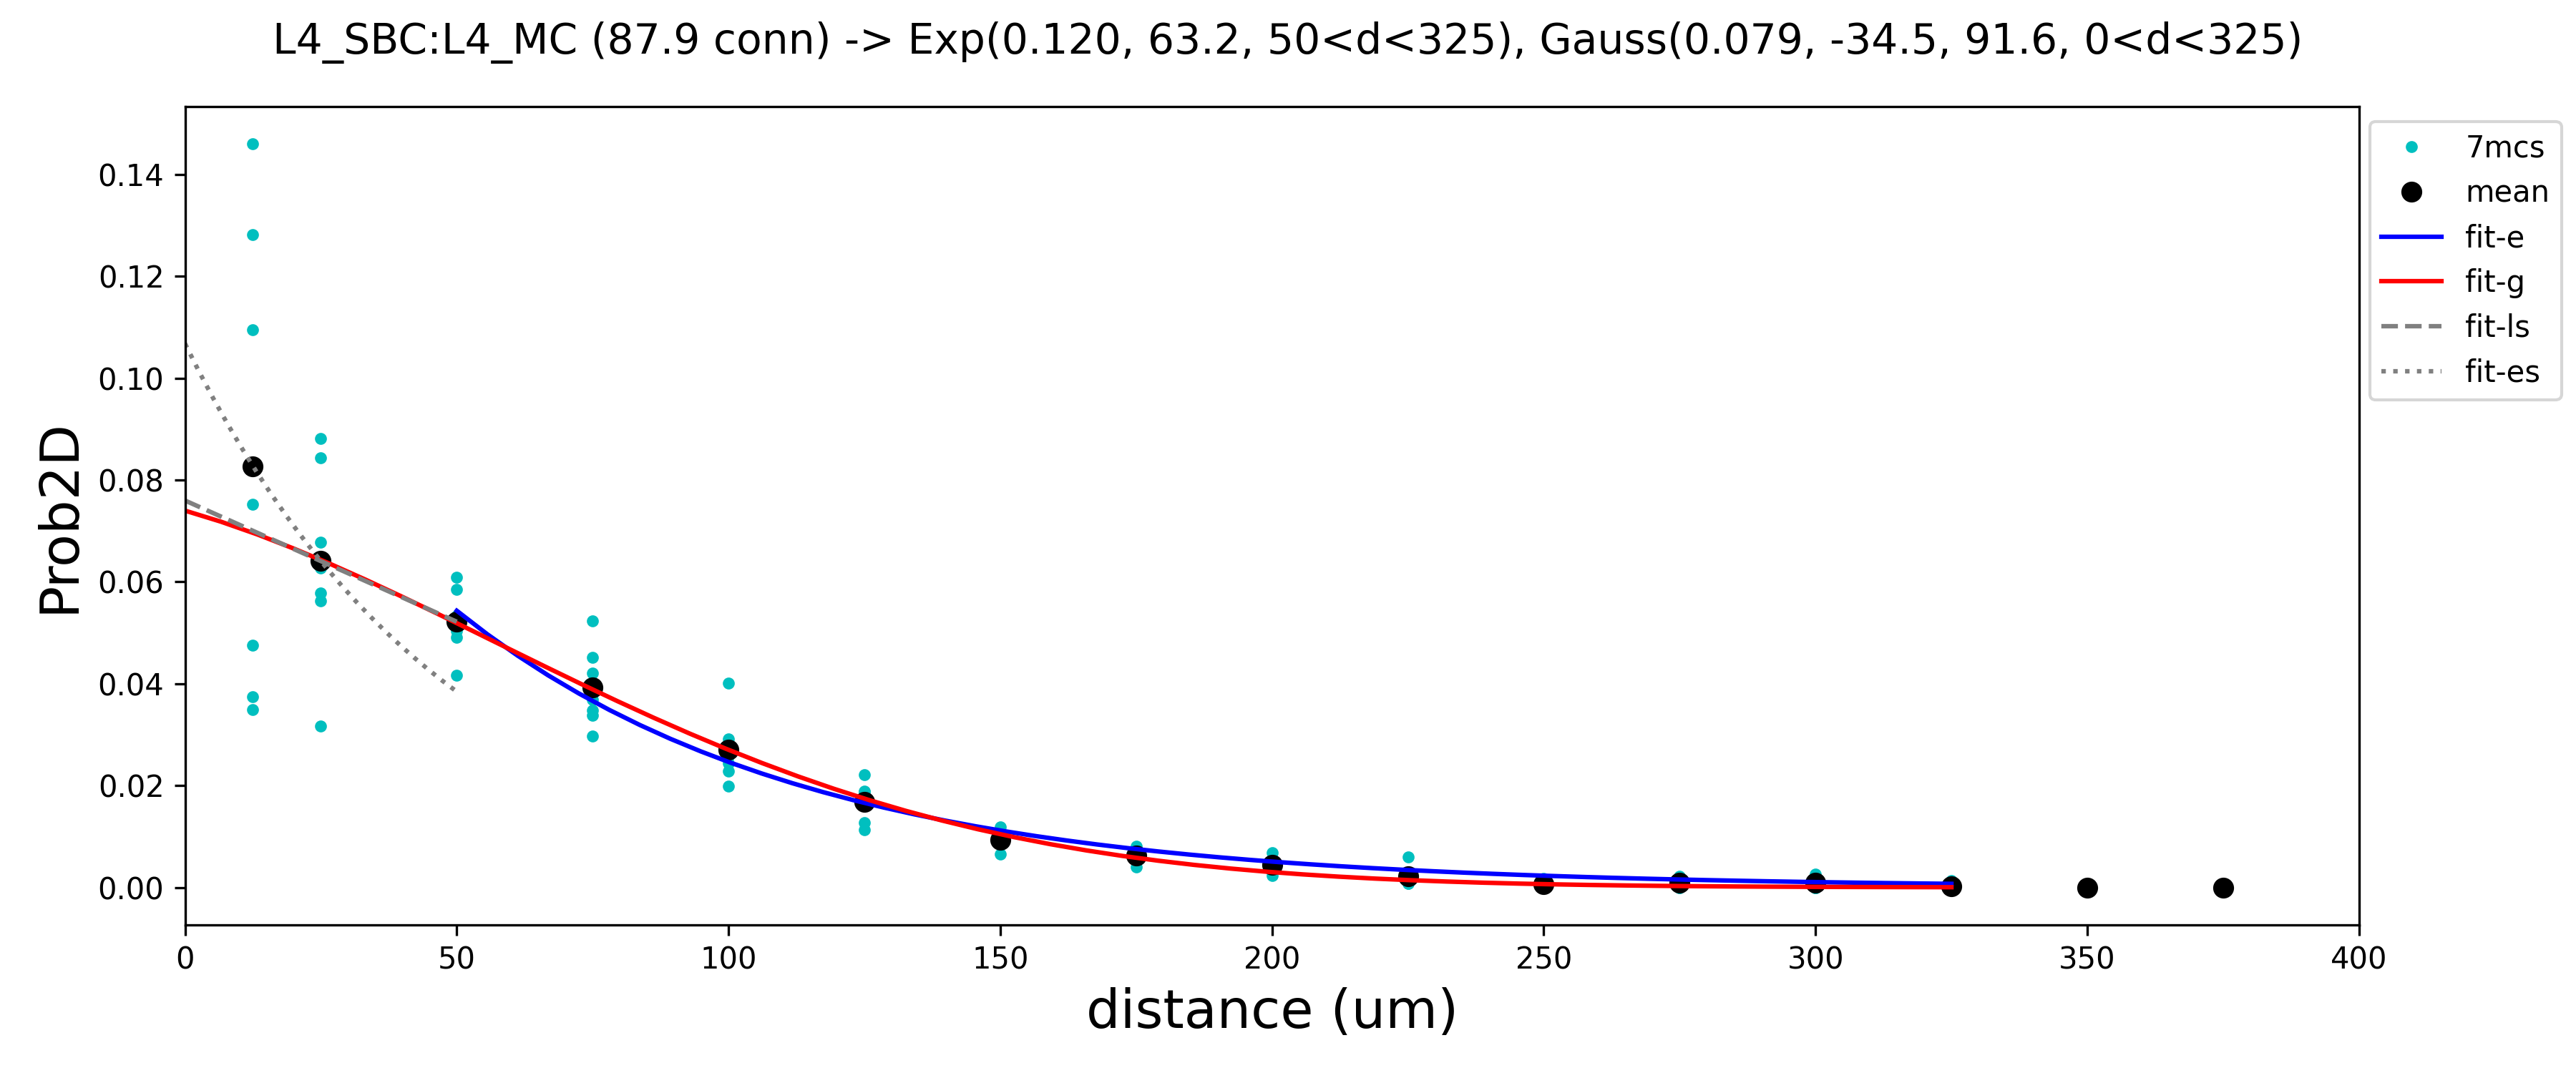 L4_SBC:L4_MC (87.9 conn) -> Exp(0.120, 63.2, 50<d<325), Gauss(0.079, -34.5, 91.6, 0<d<325)
7mcs
mean
fit-e
fit-g
fit-ls
fit-es
Prob2D
0.14
0.12
0.10
0.08
0.06
0.04
0.02
0.00
0 50 100 150 200 250 300 350 400
distance (um)